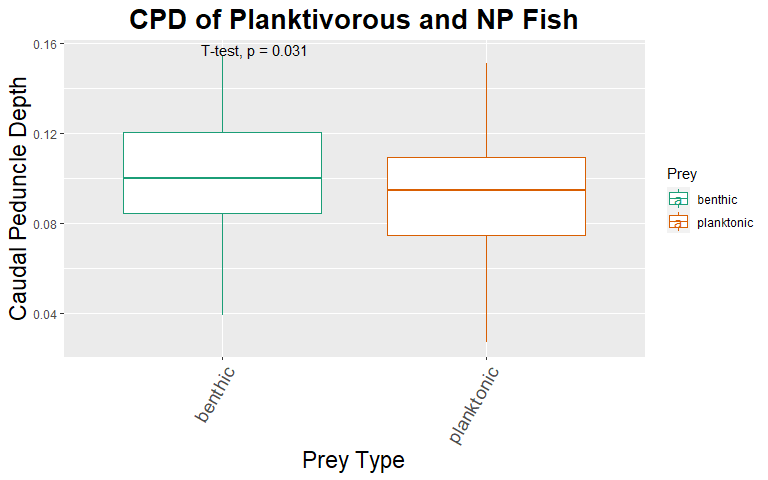 CPD of Planktivorous and NP Fish
T-test, p = 0.031
Caudal Peduncle Depth
0.16
0.12
0.08
0.04
benthic
planktonic
Prey Type
Prey
a benthic
a planktonic